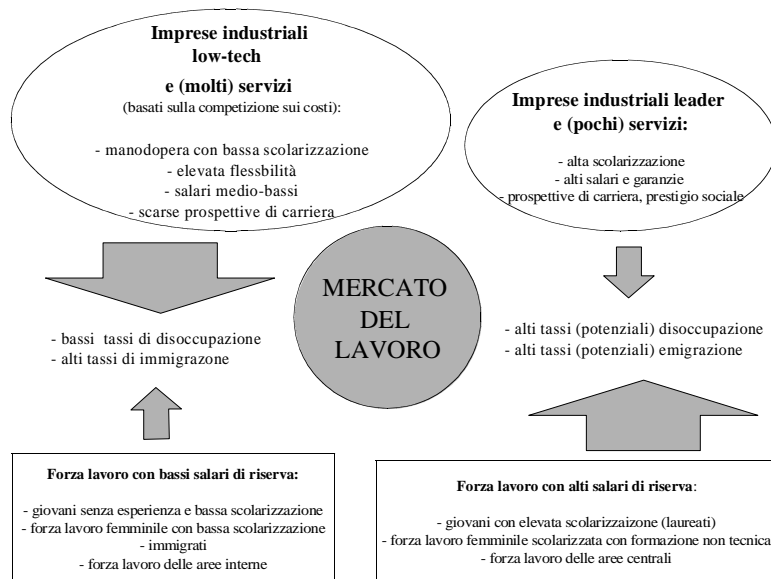 Imprese industriali
low-tech
e (molti) servizi
(basati sulla competizione sui costi):
- manodopera con bassa scolarizzazione
- elevata flessbilità
- salari medio-bassi
- scarse prospettive di carriera
Imprese industriali leader
e (pochi) servizi:
- alta scolarizzazione
- alti salari e garanzie
- prospettive di carriera, prestigio sociale
MERCATO
DEL
LAVORO
- bassi tassi di disoccupazione
- alti tassi di immigrazone
- alti tassi (potenziali) disoccupazione
- alti tassi (potenziali) emigrazione
Forza lavoro con bassi salari di riserva:
- giovani senza esperienza e bassa scolarizzazione
- forza lavoro femminile con bassa scolarizzazione
- immigrati
- forza lavoro delle aree interne
Forza lavoro con alti salari di riserva:
- giovani con elevata scolarizzaizone (laureati)
- forza lavoro femminile scolarizzata con formazione non tecnica
- forza lavoro delle aree centrali